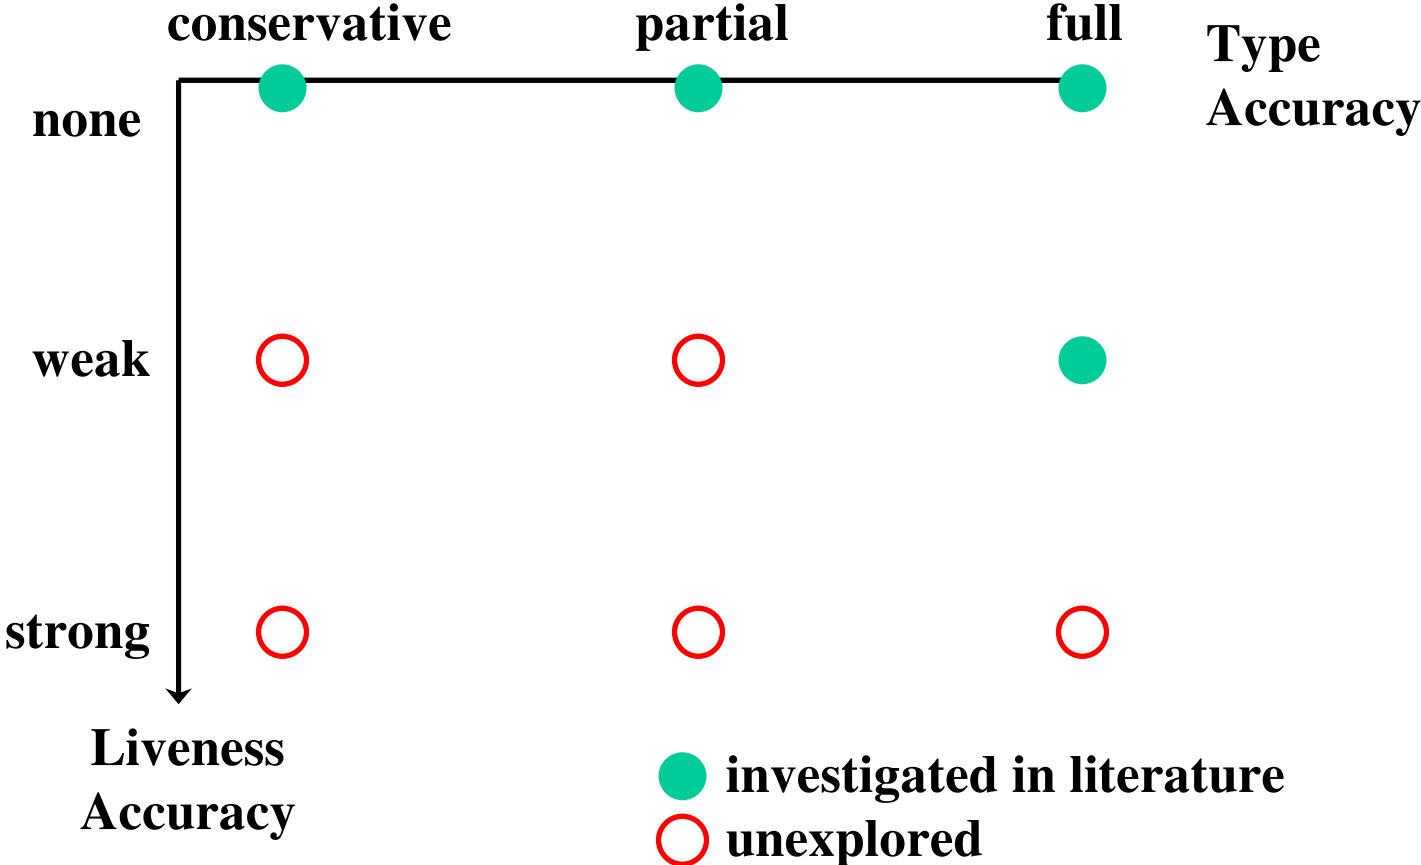 conservative partial full
Type
Accuracy
none
weak
strong
Liveness
Accuracy
investigated in literature
unexplored